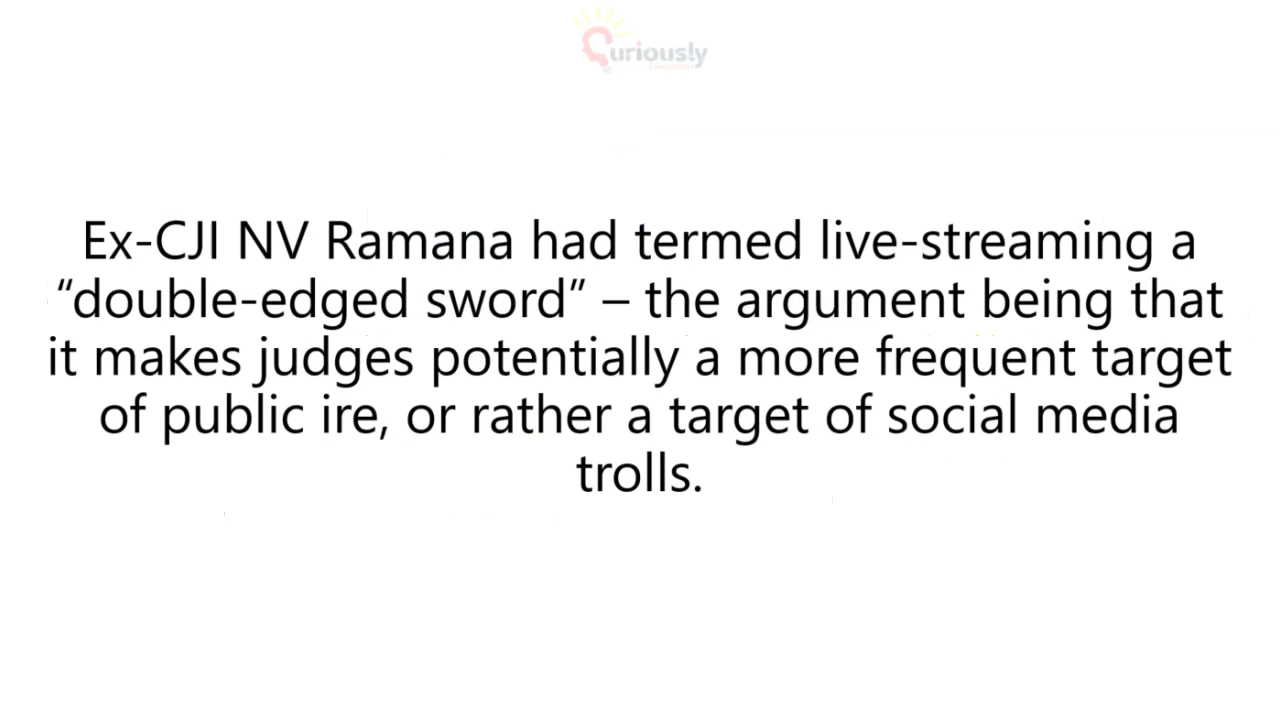 Curiously
Ex-CJI NV Ramana had termed live-streaming a
“double-edged sword” – the argument being that
it makes judges potentially a more frequent target
of public ire, or rather a target of social media
trolls.